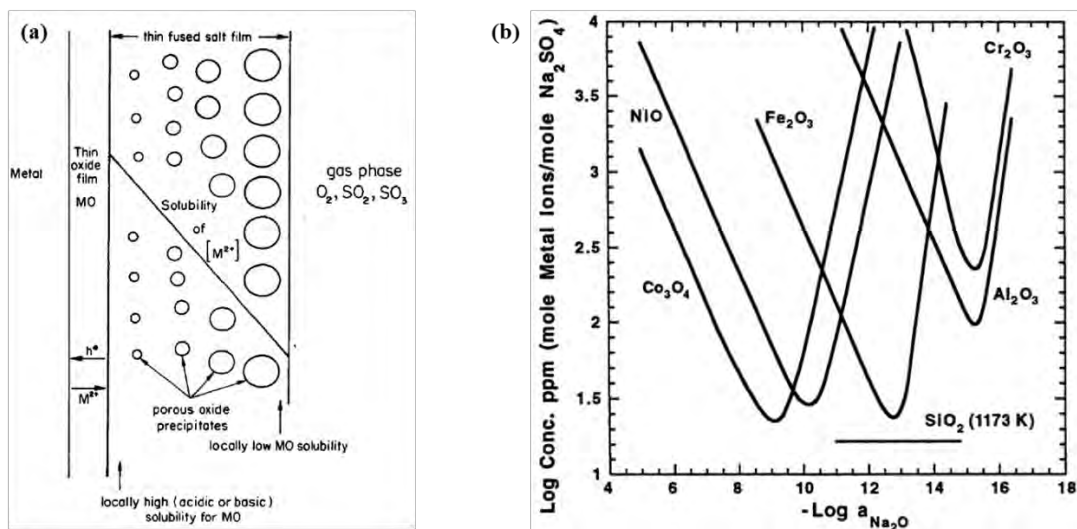 (a)
thin fused salt film
Metal
Thin
oxide film
MO
Solubility
of
[M²⁺]
gas phase
O₂, SO₂, SO₃
h°
M²⁺
porous oxide
precipitates
locally low MO solubility
locally high (acidic or basic)
solubility for MO
(b)
Log Conc. ppm (mole Metal Ions/mole Na₂SO₄)
4
3.5
3
2.5
2
1.5
1
Cr₂O₃
NiO
Fe₂O₃
Co₃O₄
Al₂O₃
SiO₂ (1173 K)
4 6 8 10 12 14 16 18
-Log a Na₂O